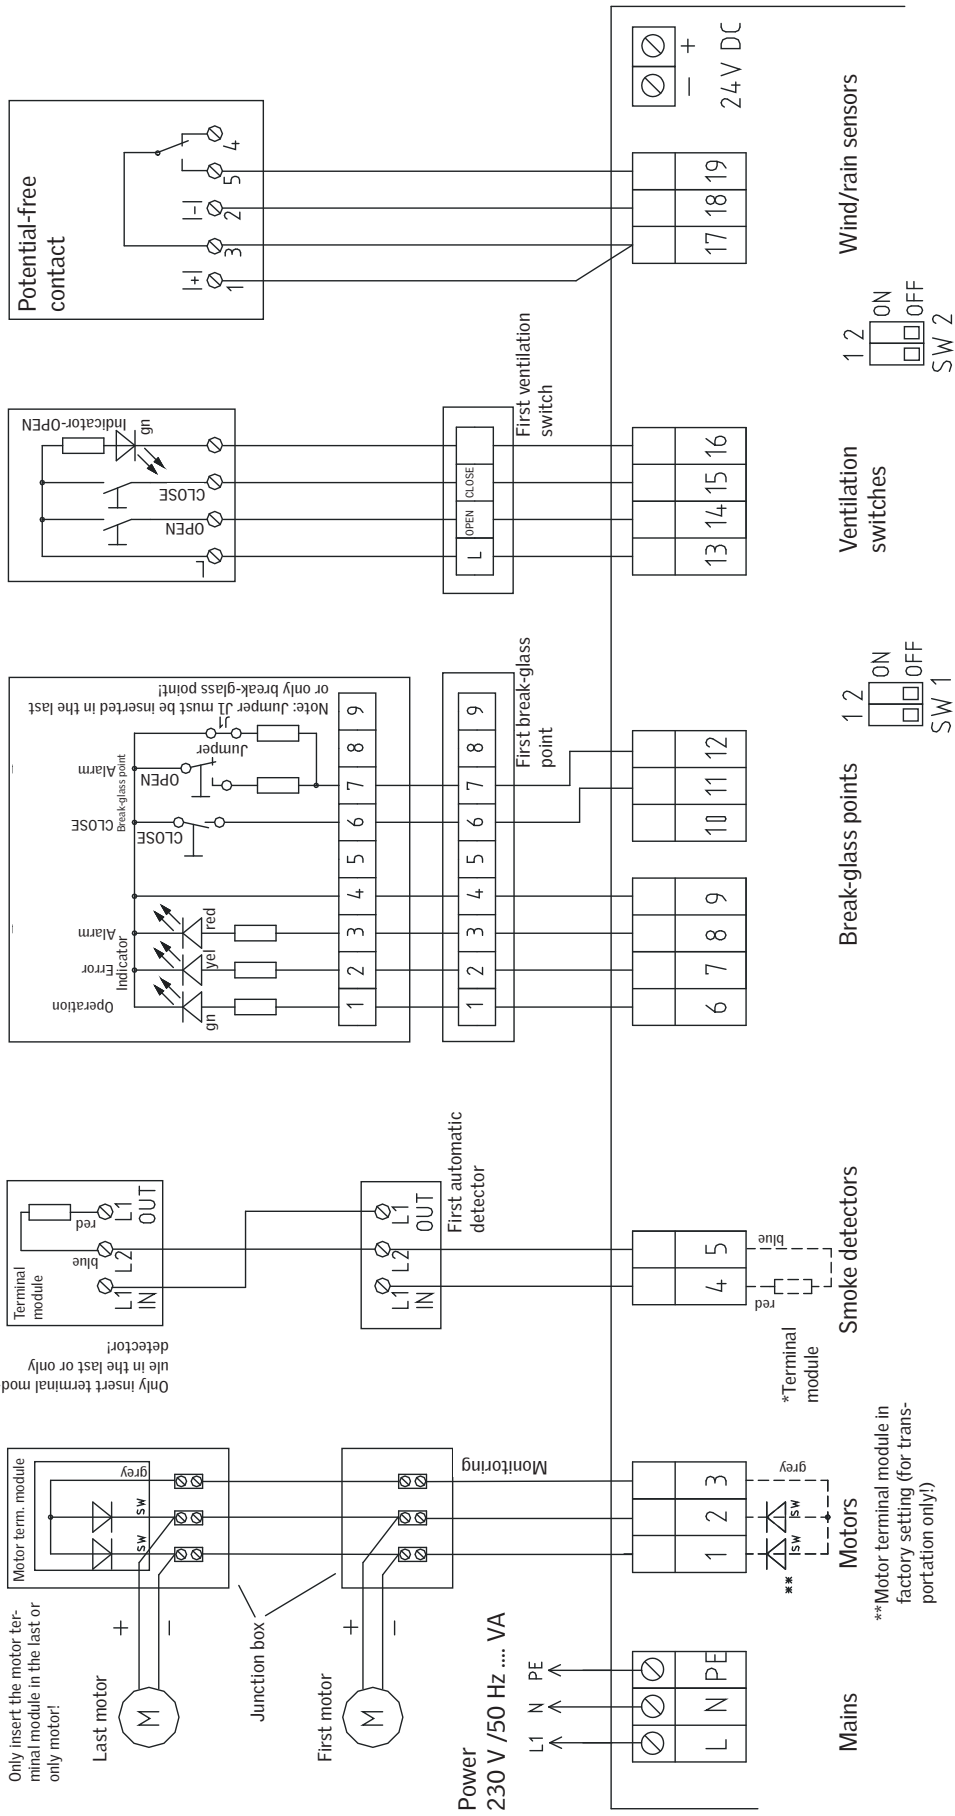 Only insert the motor ter-
minal module in the last or
only motor!
Last motor
M
+
–
Motor term. module
sw
sw
grey
Junction box
First motor
M
+
–
Monitoring
Power
230 V /50 Hz .... VA
L1
N
PE
L
N
PE
Mains
1
2
3
sw
sw
grey
**
Motors
**Motor terminal module in
factory setting (for trans-
portation only!)
Only insert terminal mod-
ule in the last or only
detector!
Terminal
module
L1
IN
L2
L1
OUT
blue
red
L1
IN
L2
L1
OUT
First automatic
detector
4
5
red
blue
*Terminal
module
Smoke detectors
Operation
Error
Alarm
Indicator
gn
yel
red
CLOSE
Break-glass point
Alarm
CLOSE
OPEN
Jumper
J1
Note: Jumper J1 must be inserted in the last
or only break-glass point!
1
2
3
4
5
6
7
8
9
1
2
3
4
5
6
7
8
9
First break-glass
point
6
7
8
9
10
11
12
Break-glass points
1 2
ON
OFF
SW 1
L
OPEN
CLOSE
gn
Indicator-OPEN
L
OPEN
CLOSE
First ventilation
switch
13
14
15
16
Ventilation
switches
1 2
ON
OFF
SW 2
Potential-free
contact
|+|
|–|
1
3
2
5
4
17
18
19
Wind/rain sensors
– +
24V DC